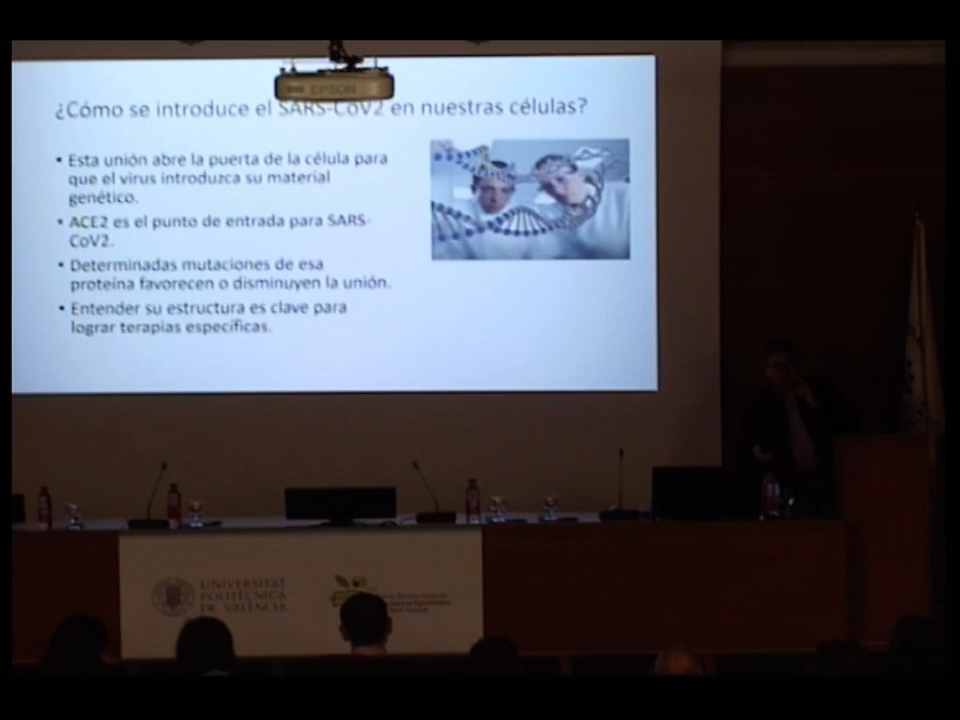 EPSON
¿Cómo se introduce el SARS-CoV2 en nuestras células?
• Esta unión abre la puerta de la célula para
que el virus introduzca su material
genético.
• ACE2 es el punto de entrada para SARS-
CoV2.
• Determinadas mutaciones de esa
proteína favorecen o disminuyen la unión.
• Entender su estructura es clave para
lograr terapias específicas.
UNIVERSITAT
POLITÈCNICA
DE VALÈNCIA